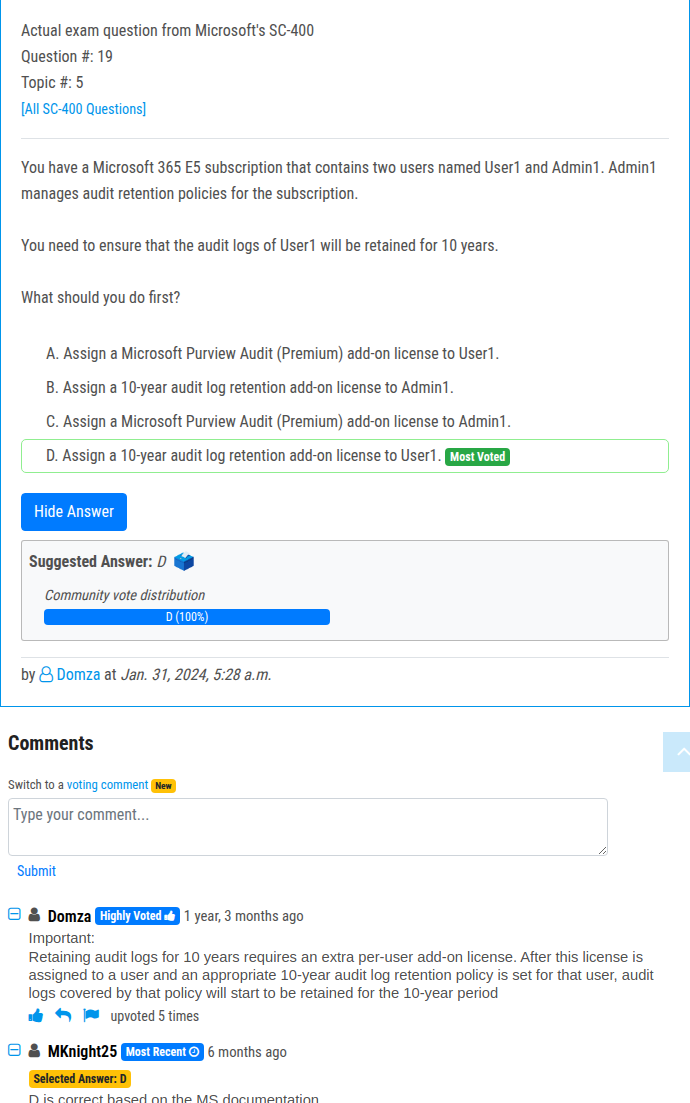 Actual exam question from Microsoft's SC-400
Question #: 19
Topic #: 5
[All SC-400 Questions]
You have a Microsoft 365 E5 subscription that contains two users named User1 and Admin1. Admin1
manages audit retention policies for the subscription.
You need to ensure that the audit logs of User1 will be retained for 10 years.
What should you do first?
A. Assign a Microsoft Purview Audit (Premium) add-on license to User1.
B. Assign a 10-year audit log retention add-on license to Admin1.
C. Assign a Microsoft Purview Audit (Premium) add-on license to Admin1.
D. Assign a 10-year audit log retention add-on license to User1. Most Voted
Hide Answer
Suggested Answer: D
Community vote distribution
D (100%)
by Domza at Jan. 31, 2024, 5:28 a.m.
Comments
Switch to a voting comment New
Type your comment...
Submit
Domza Highly Voted 1 year, 3 months ago
Important:
Retaining audit logs for 10 years requires an extra per-user add-on license. After this license is
assigned to a user and an appropriate 10-year audit log retention policy is set for that user, audit
logs covered by that policy will start to be retained for the 10-year period
upvoted 5 times
MKnight25 Most Recent 6 months ago
Selected Answer: D
D is correct based on the MS documentation